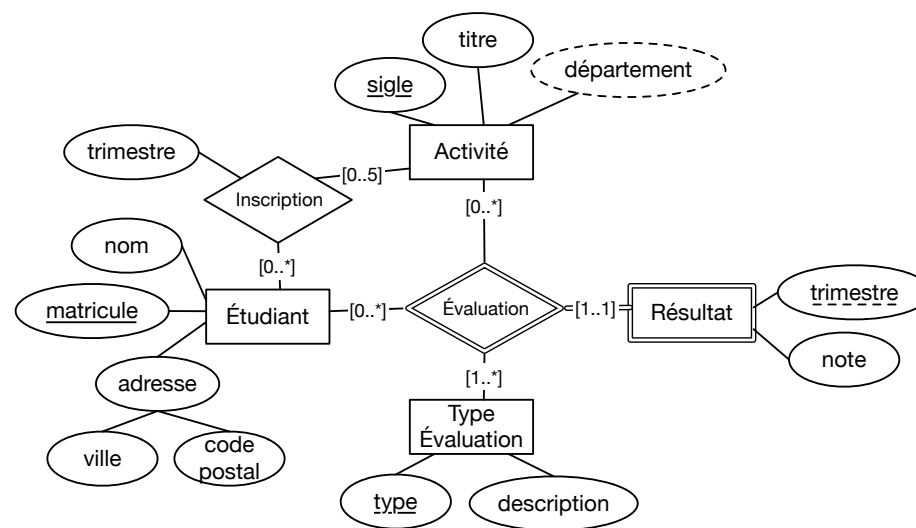 titre
sigle
département
trimestre
Activité
[0..5]
Inscription
[0..*]
nom
[0..*]
matricule
Étudiant
[0..*]
Évaluation
[1..1]
Résultat
trimestre
note
adresse
[1..*]
Type
Évaluation
ville
code
postal
type
description